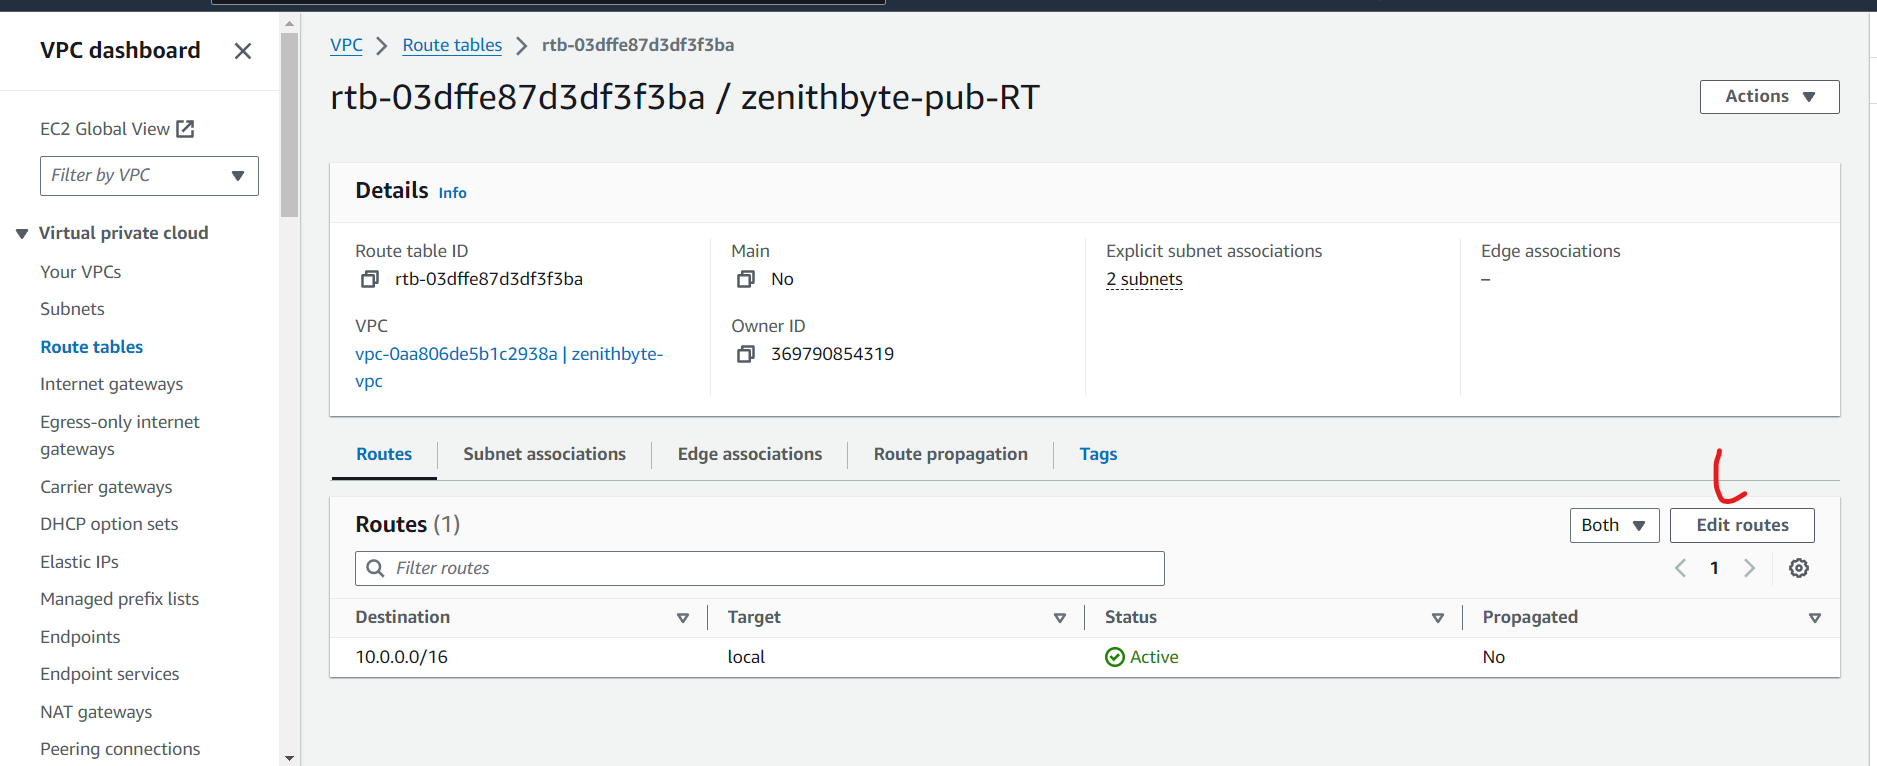 VPC dashboard
EC2 Global View
Filter by VPC
Virtual private cloud
Your VPCs
Subnets
Route tables
Internet gateways
Egress-only internet
gateways
Carrier gateways
DHCP option sets
Elastic IPs
Managed prefix lists
Endpoints
Endpoint services
NAT gateways
Peering connections
VPC > Route tables > rtb-03dffe87d3df3f3ba
rtb-03dffe87d3df3f3ba / zenithbyte-pub-RT
Actions
Details Info
Route table ID
rtb-03dffe87d3df3f3ba
Main
No
Explicit subnet associations
2 subnets
Edge associations
–
VPC
vpc-0aa806de5b1c2938a | zenithbyte-
vpc
Owner ID
369790854319
Routes Subnet associations Edge associations Route propagation Tags
Routes (1)
Both
Edit routes
Filter routes
1
Destination Target Status Propagated
10.0.0.0/16 local Active No